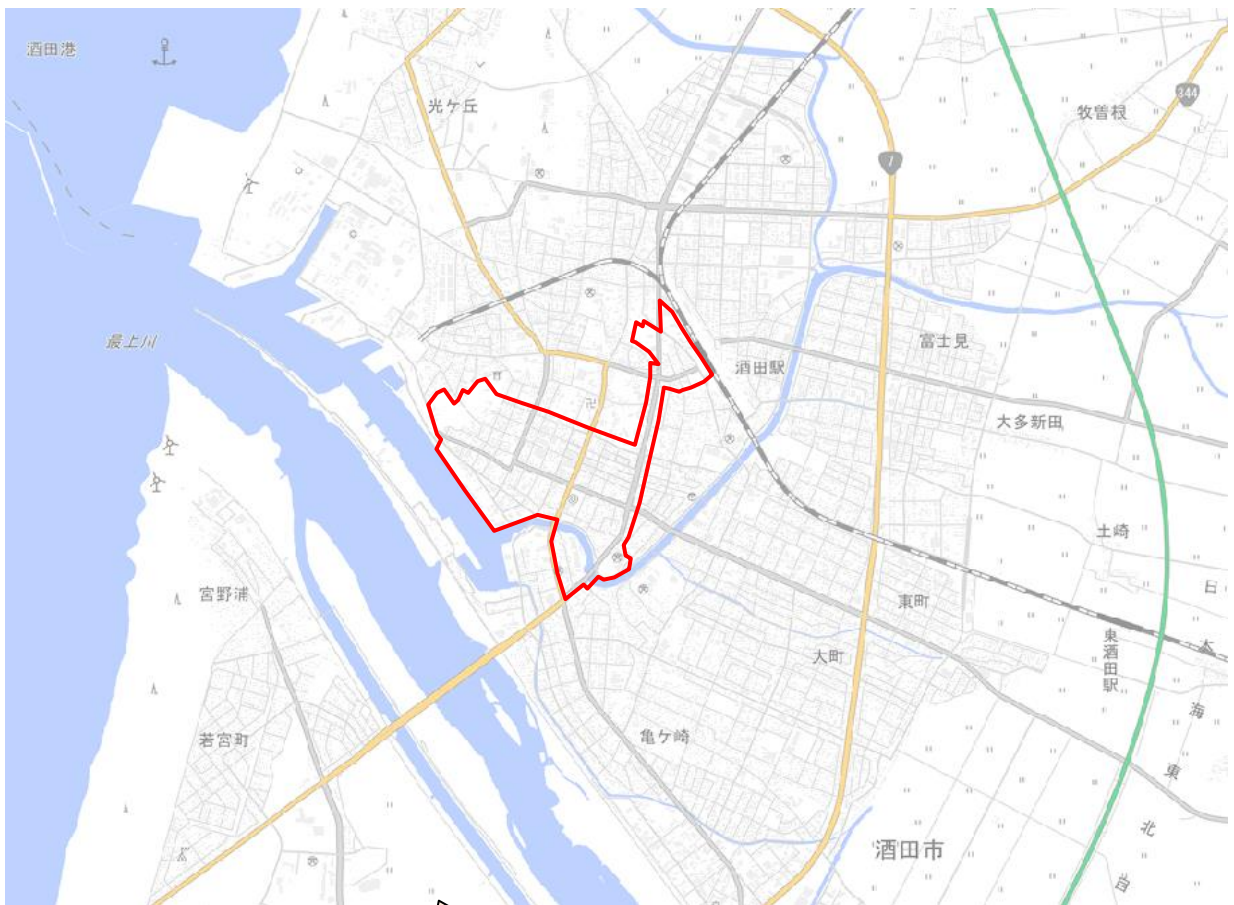 酒田港
光ケ丘
牧曽根
344
7
最上川
富士見
酒田駅
大多新田
土崎
日
宮野浦
東町
東酒田駅
大町
本
海
若宮町
亀ケ崎
東
北
酒田市